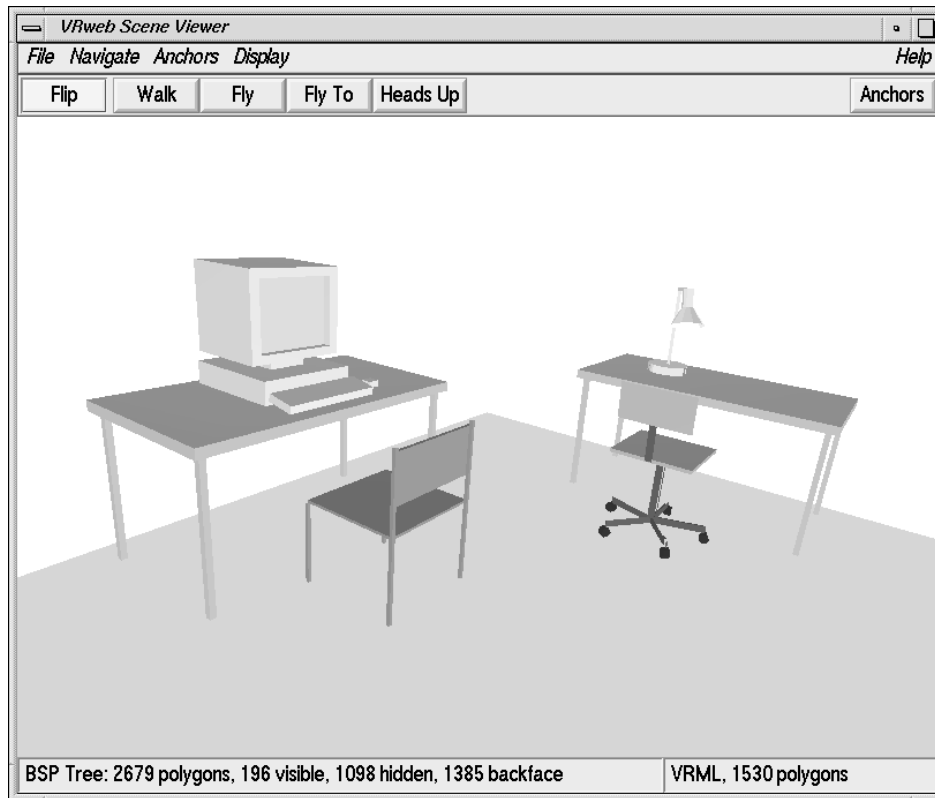 VRweb Scene Viewer
File Navigate Anchors Display Help
Flip Walk Fly Fly To Heads Up Anchors
BSP Tree: 2679 polygons, 196 visible, 1098 hidden, 1385 backface VRML, 1530 polygons